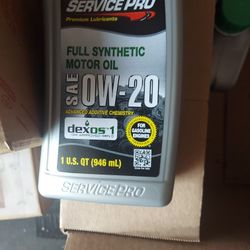 SERVICE PRO
Premium Lubricants
FULL SYNTHETIC
MOTOR OIL
SAE 0W-20
ADVANCED ADDITIVE CHEMISTRY
dexos1
FOR
GASOLINE
ENGINES
1 U.S. QT (946 mL)
SERVICE PRO